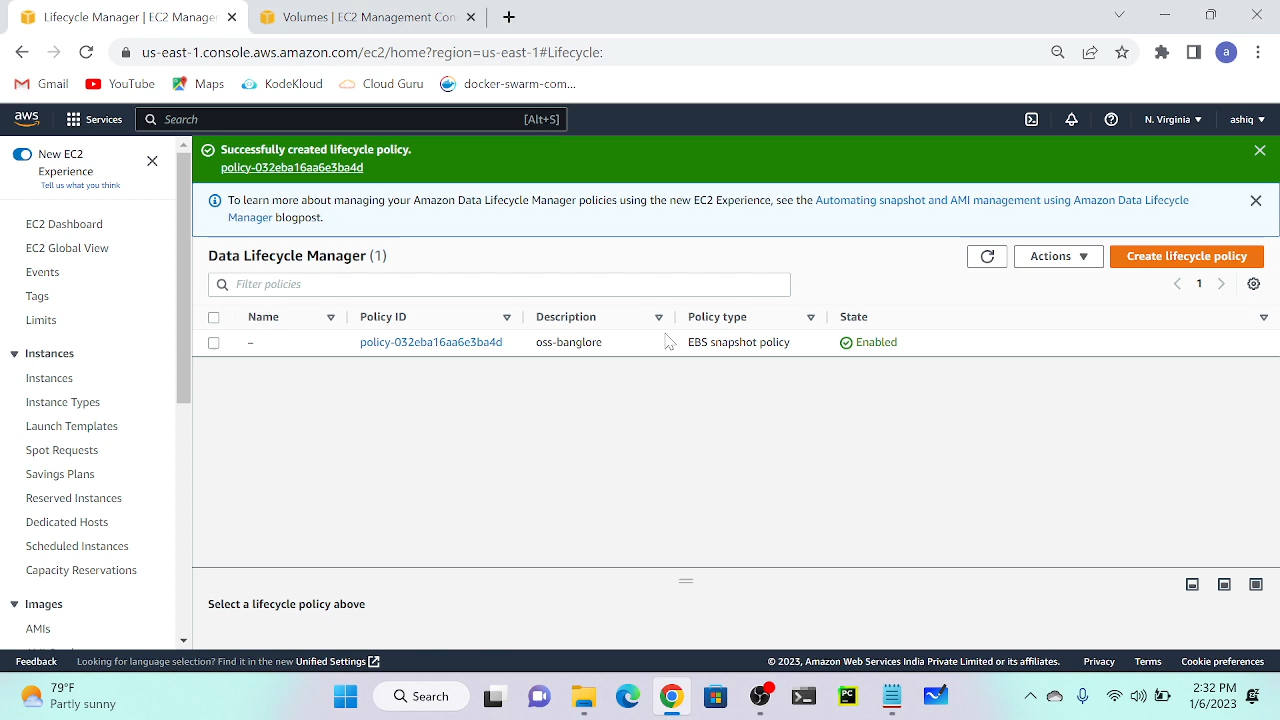 Lifecycle Manager | EC2 Manager
Volumes | EC2 Management Con
us-east-1.console.aws.amazon.com/ec2/home?region=us-east-1#Lifecycle:
a
Gmail
YouTube
Maps
KodeKloud
Cloud Guru
docker-swarm-com...
aws
Services
Search
[Alt+S]
N. Virginia
ashiq
New EC2
Experience
Tell us what you think
EC2 Dashboard
EC2 Global View
Events
Tags
Limits
Instances
Instances
Instance Types
Launch Templates
Spot Requests
Savings Plans
Reserved Instances
Dedicated Hosts
Scheduled Instances
Capacity Reservations
Images
AMIs
Successfully created lifecycle policy.
policy-032eba16aa6e3ba4d
To learn more about managing your Amazon Data Lifecycle Manager policies using the new EC2 Experience, see the Automating snapshot and AMI management using Amazon Data Lifecycle
Manager blogpost.
Data Lifecycle Manager (1)
Actions
Create lifecycle policy
Filter policies
1
Name
Policy ID
Description
Policy type
State
–
policy-032eba16aa6e3ba4d
oss-banglore
EBS snapshot policy
Enabled
Select a lifecycle policy above
Feedback
Looking for language selection? Find it in the new Unified Settings
© 2023, Amazon Web Services India Private Limited or its affiliates.
Privacy
Terms
Cookie preferences
79°F
Partly sunny
Search
PC
2:32 PM
1/6/2023